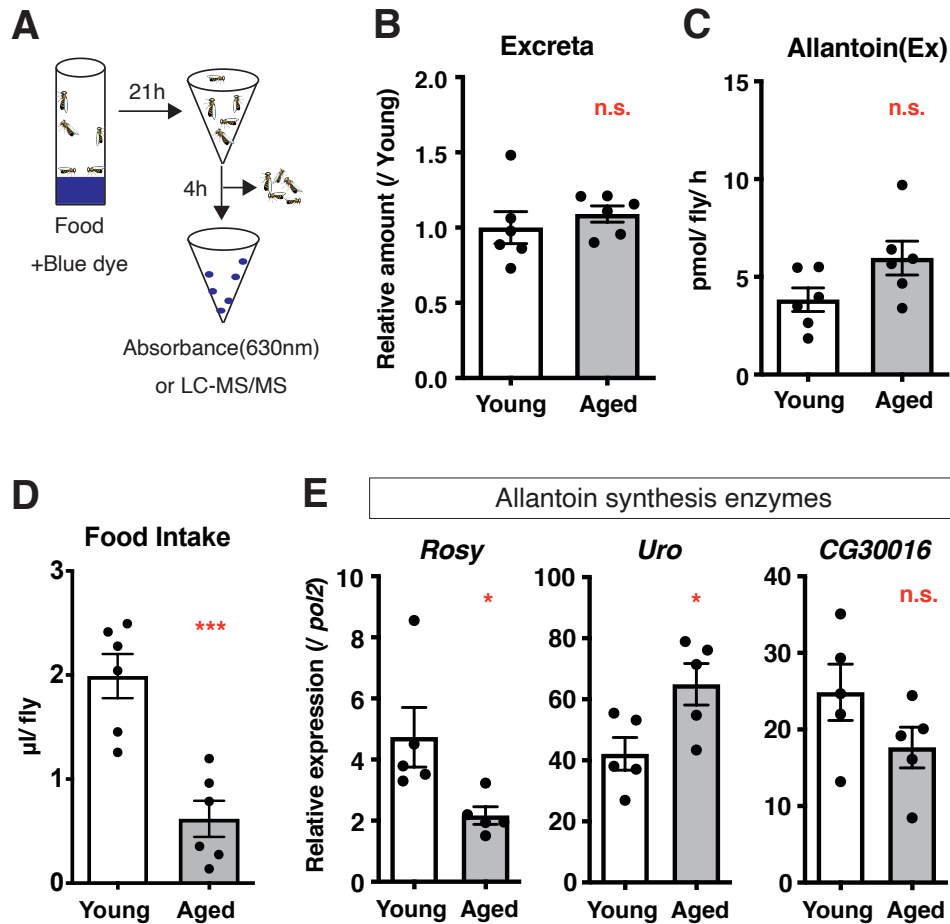 A
21h
4h
Food
+Blue dye
Absorbance(630nm)
or LC-MS/MS
B
Excreta
Relative amount (/ Young)
2.0
1.5
1.0
0.5
0.0
n.s.
Young
Aged
C
Allantoin(Ex)
pmol/ fly/ h
15
10
5
0
n.s.
Young
Aged
D
Food Intake
µl/ fly
3
2
1
0
***
Young
Aged
E
Allantoin synthesis enzymes
Relative expression (/ pol2)
Rosy
10
8
6
4
2
0
*
Young
Aged
Uro
100
80
60
40
20
0
*
Young
Aged
CG30016
40
30
20
10
0
n.s.
Young
Aged